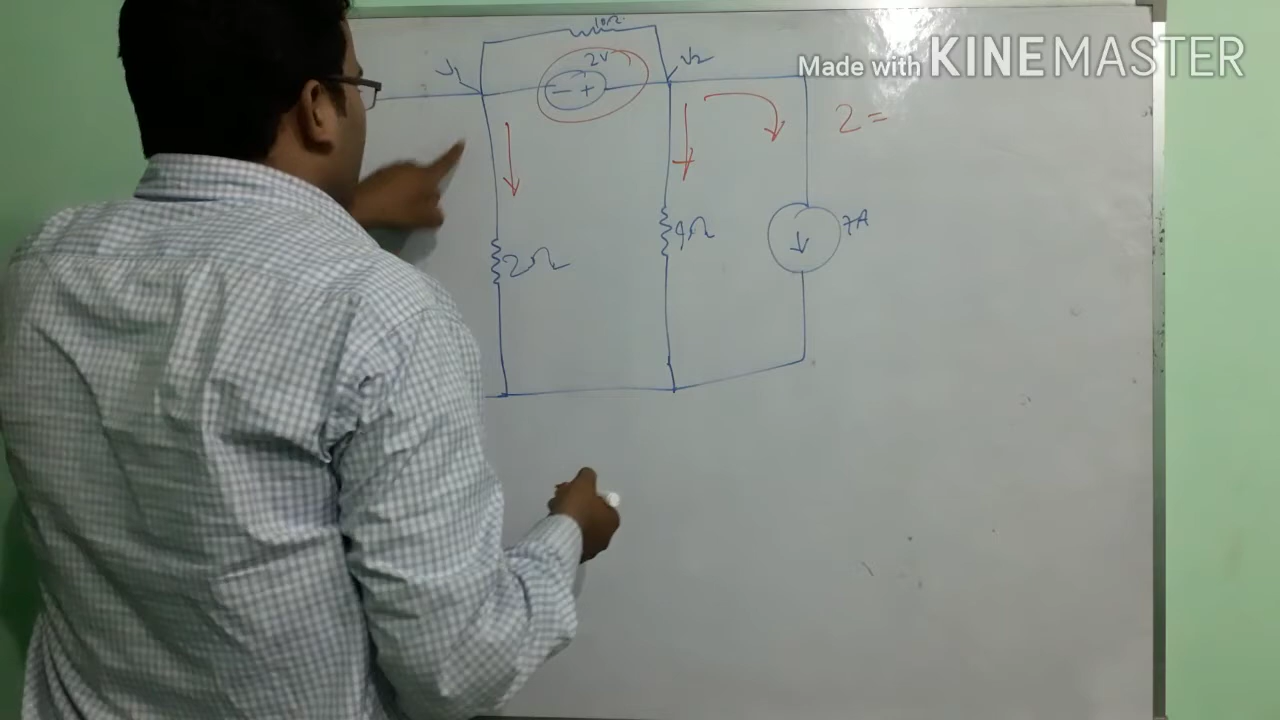 10Ω
2V
V1
V2
Made with KINEMASTER
2 =
2Ω
4Ω
7A